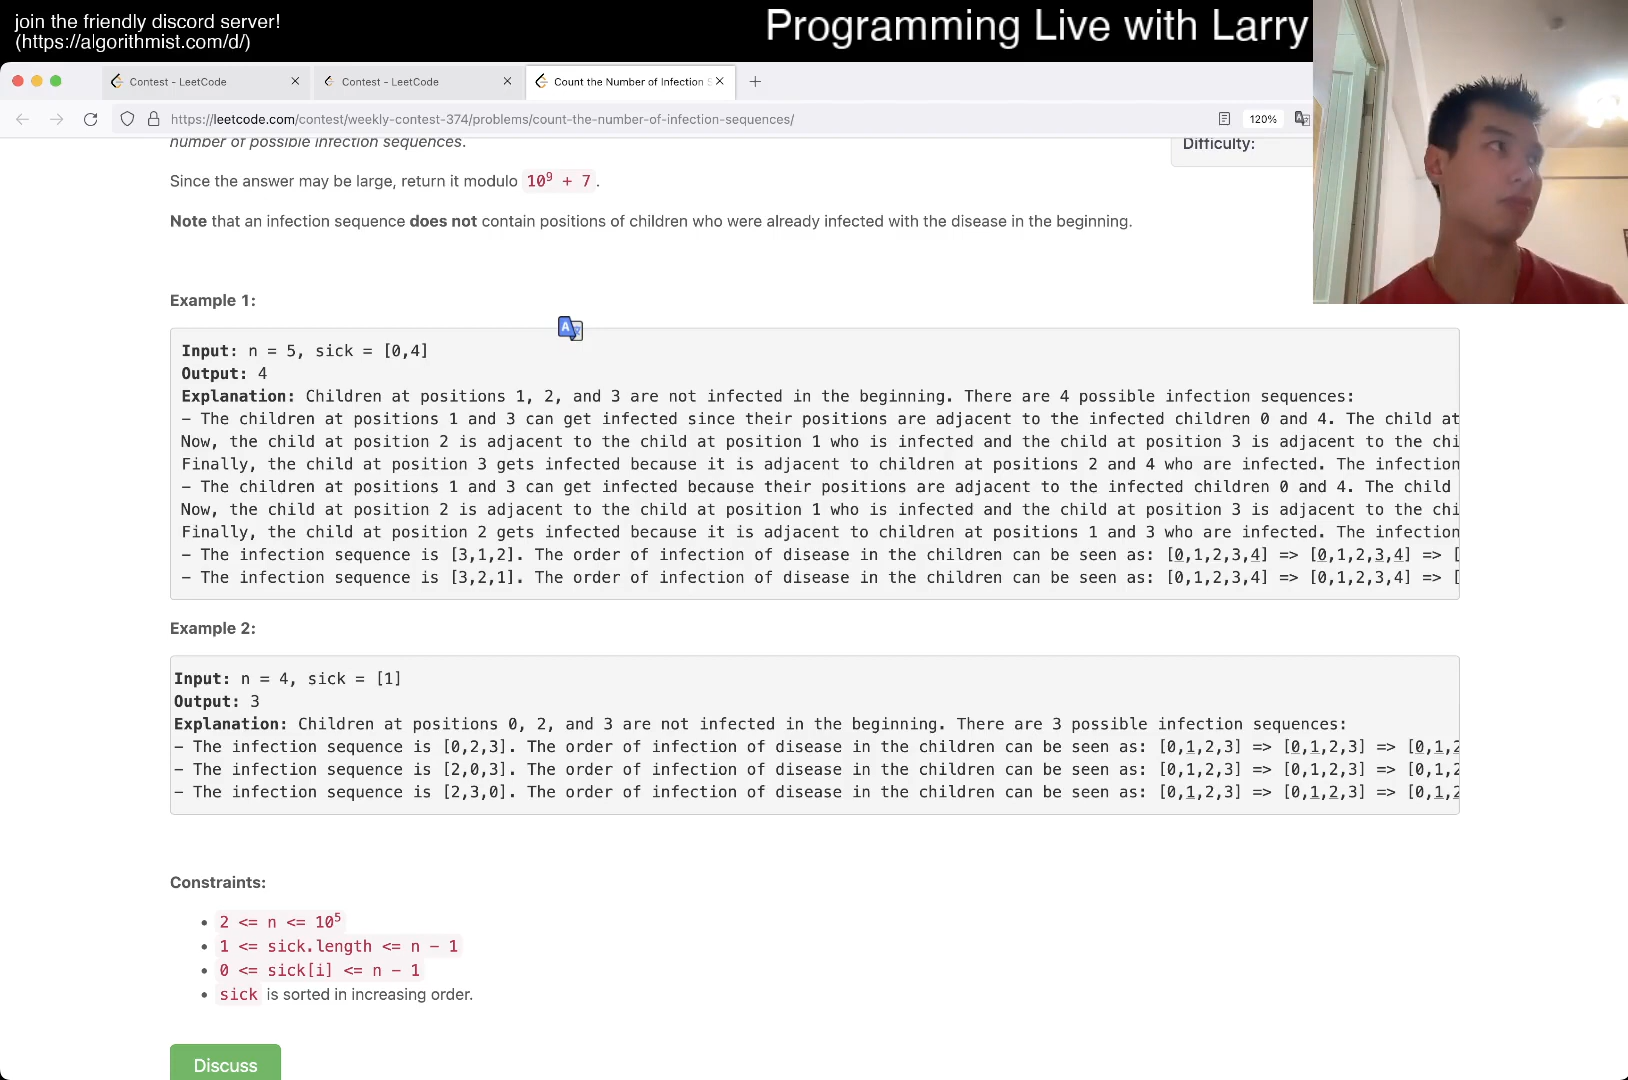 join the friendly discord server!
(https://algorithmist.com/d/)
Programming Live with Larry
Contest - LeetCode
Contest - LeetCode
Count the Number of Infection S
https://leetcode.com/contest/weekly-contest-374/problems/count-the-number-of-infection-sequences/
120%
number of possible infection sequences.
Difficulty:
Since the answer may be large, return it modulo 10⁹ + 7.
Note that an infection sequence does not contain positions of children who were already infected with the disease in the beginning.
Example 1:
Input: n = 5, sick = [0,4]
Output: 4
Explanation: Children at positions 1, 2, and 3 are not infected in the beginning. There are 4 possible infection sequences:
– The children at positions 1 and 3 can get infected since their positions are adjacent to the infected children 0 and 4. The child at
Now, the child at position 2 is adjacent to the child at position 1 who is infected and the child at position 3 is adjacent to the chi
Finally, the child at position 3 gets infected because it is adjacent to children at positions 2 and 4 who are infected. The infection
– The children at positions 1 and 3 can get infected because their positions are adjacent to the infected children 0 and 4. The child
Now, the child at position 2 is adjacent to the child at position 1 who is infected and the child at position 3 is adjacent to the chi
Finally, the child at position 2 gets infected because it is adjacent to children at positions 1 and 3 who are infected. The infection
– The infection sequence is [3,1,2]. The order of infection of disease in the children can be seen as: [0,1,2,3,4] => [0,1,2,3,4] => [
– The infection sequence is [3,2,1]. The order of infection of disease in the children can be seen as: [0,1,2,3,4] => [0,1,2,3,4] => [
Example 2:
Input: n = 4, sick = [1]
Output: 3
Explanation: Children at positions 0, 2, and 3 are not infected in the beginning. There are 3 possible infection sequences:
– The infection sequence is [0,2,3]. The order of infection of disease in the children can be seen as: [0,1,2,3] => [0,1,2,3] => [0,1,2
– The infection sequence is [2,0,3]. The order of infection of disease in the children can be seen as: [0,1,2,3] => [0,1,2,3] => [0,1,2
– The infection sequence is [2,3,0]. The order of infection of disease in the children can be seen as: [0,1,2,3] => [0,1,2,3] => [0,1,2
Constraints:
• 2 <= n <= 10⁵
• 1 <= sick.length <= n – 1
• 0 <= sick[i] <= n – 1
• sick is sorted in increasing order.
Discuss